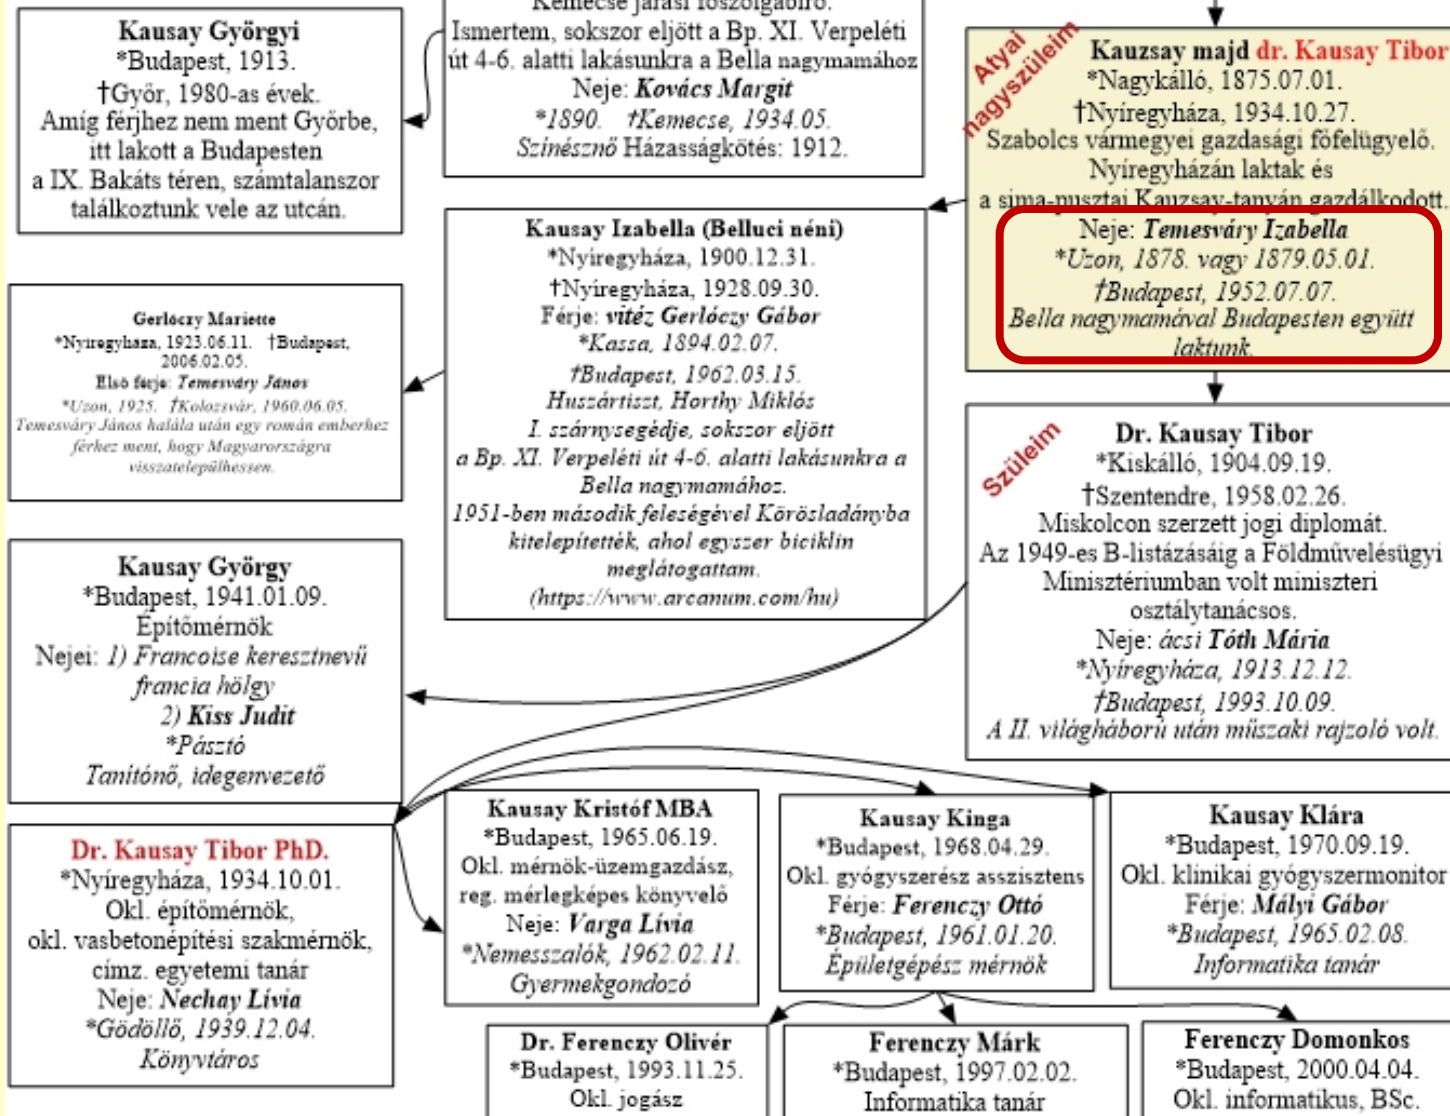 Kausay Györgyi
*Budapest, 1913.
†Győr, 1980-as évek.
Amíg férjhez nem ment Győrbe,
itt lakott a Budapesten
a IX. Bakáts téren, számtalanszor
találkoztunk vele az utcán.
Kemecse járási főszolgabíró.
Ismertem, sokszor eljött a Bp. XI. Verpeléti
út 4-6. alatti lakásunkra a Bella nagymamához
Neje: Kovács Margit
*1890. †Kemecse, 1934.05.
Színésznő Házasságkötés: 1912.
Atyai
nagyszüleim
Kauzsay majd dr. Kausay Tibor
*Nagykálló, 1875.07.01.
†Nyíregyháza, 1934.10.27.
Szabolcs vármegyei gazdasági főfelügyelő.
Nyíregyházán laktak és
a sima-pusztai Kauzsay-tanyán gazdálkodott.
Neje: Temesváry Izabella
*Uzon, 1878. vagy 1879.05.01.
†Budapest, 1952.07.07.
Bella nagymamával Budapesten együtt
laktunk.
Kausay Izabella (Belluci néni)
*Nyíregyháza, 1900.12.31.
†Nyíregyháza, 1928.09.30.
Férje: vitéz Gerlóczy Gábor
*Kassa, 1894.02.07.
†Budapest, 1962.03.15.
Huszártiszt, Horthy Miklós
I. szárnysegédje, sokszor eljött
a Bp. XI. Verpeléti út 4-6. alatti lakásunkra a
Bella nagymamához.
1951-ben második feleségével Körösladányba
kitelepítették, ahol egyszer biciklin
meglátogattam.
(https://www.arcanum.com/hu)
Gerlóczy Mariette
*Nyíregyháza, 1923.06.11. †Budapest,
2006.02.05.
Első férje: Temesváry János
*Uzon, 1925. †Kolozsvár, 1960.06.05.
Temesváry János halála után egy román emberhez
férhez ment, hogy Magyarországra
visszatelepülhessen.
Szüleim
Dr. Kausay Tibor
*Kiskálló, 1904.09.19.
†Szentendre, 1958.02.26.
Miskolcon szerzett jogi diplomát.
Az 1949-es B-listázásáig a Földművelésügyi
Minisztériumban volt miniszteri
osztálytanácsos.
Neje: ácsi Tóth Mária
*Nyíregyháza, 1913.12.12.
†Budapest, 1993.10.09.
A II. világháború után műszaki rajzoló volt.
Kausay György
*Budapest, 1941.01.09.
Építőmérnök
Nejei: 1) Francoise keresztnevű
francia hölgy
2) Kiss Judit
*Pásztó
Tanítónő, idegenvezető
Dr. Kausay Tibor PhD.
*Nyíregyháza, 1934.10.01.
Okl. építőmérnök,
okl. vasbetonépítési szakmérnök,
címz. egyetemi tanár
Neje: Nechay Lívia
*Gödöllő, 1939.12.04.
Könyvtáros
Kausay Kristóf MBA
*Budapest, 1965.06.19.
Okl. mérnök-üzemgazdász,
reg. mérlegképes könyvelő
Neje: Varga Lívia
*Nemesszalók, 1962.02.11.
Gyermekgondozó
Kausay Kinga
*Budapest, 1968.04.29.
Okl. gyógyszerész asszisztens
Férje: Ferenczy Ottó
*Budapest, 1961.01.20.
Épületgépész mérnök
Kausay Klára
*Budapest, 1970.09.19.
Okl. klinikai gyógyszermonitor
Férje: Mályi Gábor
*Budapest, 1965.02.08.
Informatika tanár
Dr. Ferenczy Olivér
*Budapest, 1993.11.25.
Okl. jogász
Ferenczy Márk
*Budapest, 1997.02.02.
Informatika tanár
Ferenczy Domonkos
*Budapest, 2000.04.04.
Okl. informatikus, BSc.